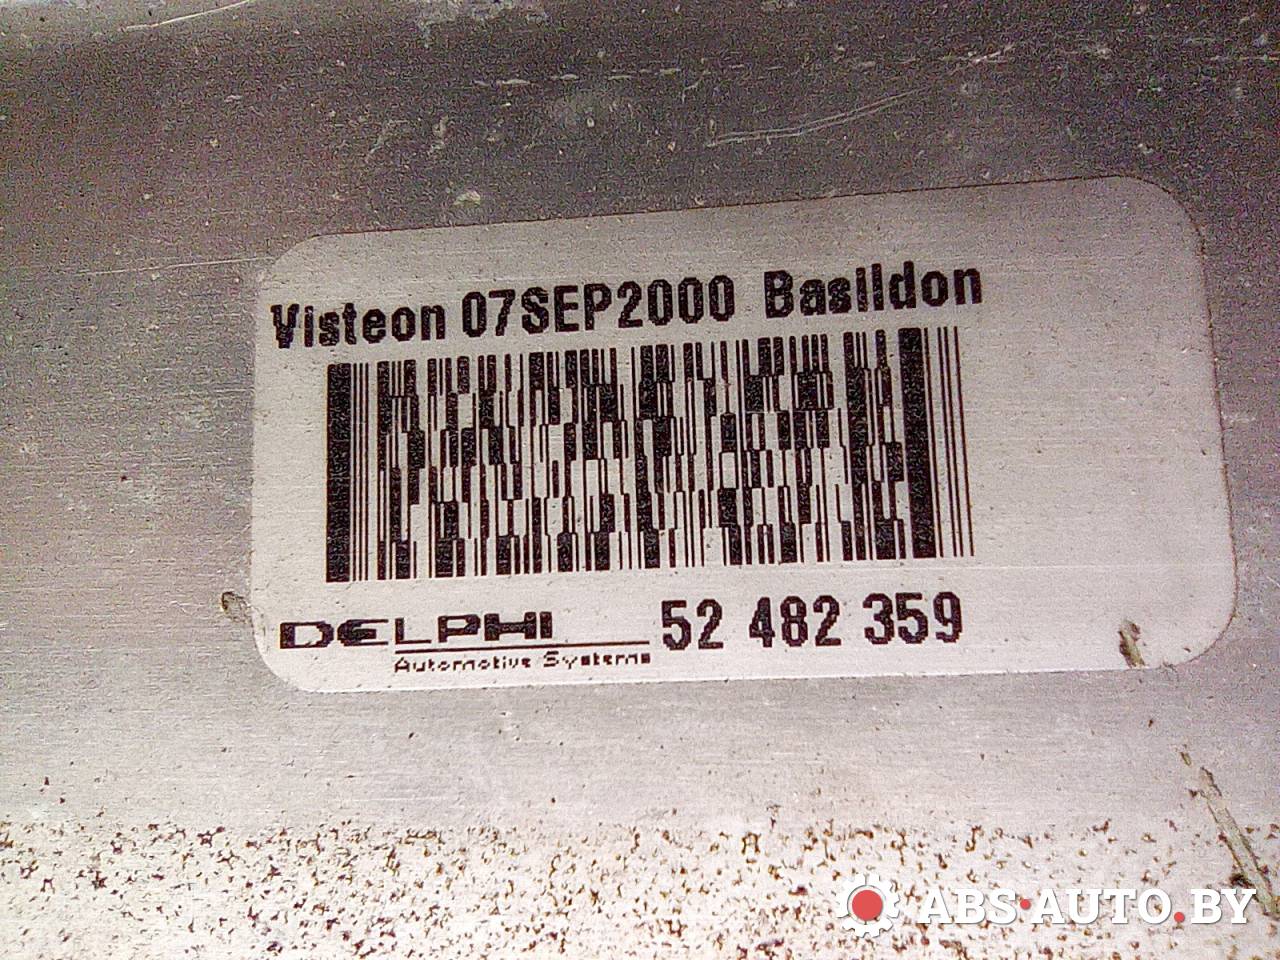 Visteon 07SEP2000 Basildon
DELPHI 52 482 359
Automotive Systems
ABS·AUTO.BY